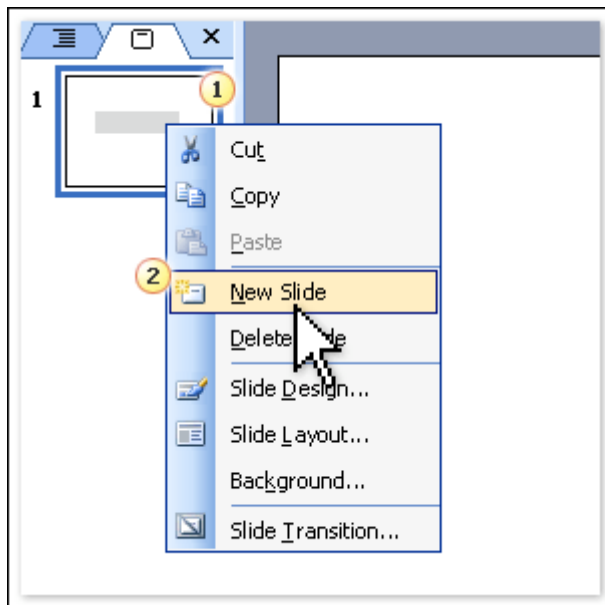 1
1
Cut
Copy
Paste
2
New Slide
Delete
Slide Design...
Slide Layout...
Background...
Slide Transition...